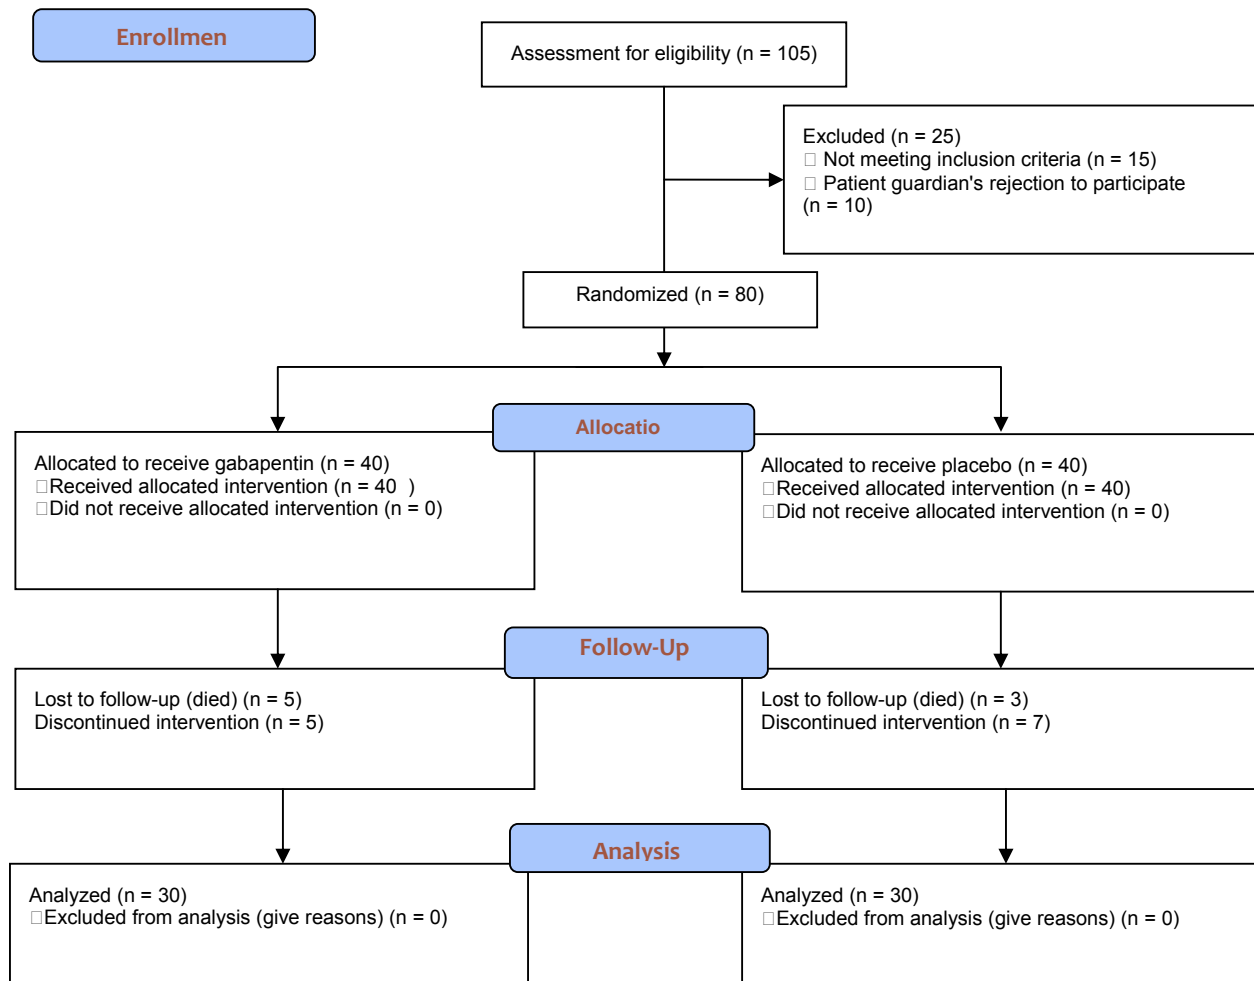 Enrollmen
Assessment for eligibility (n = 105)
Excluded (n = 25)
□ Not meeting inclusion criteria (n = 15)
□ Patient guardian's rejection to participate
(n = 10)
Randomized (n = 80)
Allocatio
Allocated to receive gabapentin (n = 40)
□Received allocated intervention (n = 40 )
□Did not receive allocated intervention (n = 0)
Allocated to receive placebo (n = 40)
□Received allocated intervention (n = 40)
□Did not receive allocated intervention (n = 0)
Follow-Up
Lost to follow-up (died) (n = 5)
Discontinued intervention (n = 5)
Lost to follow-up (died) (n = 3)
Discontinued intervention (n = 7)
Analysis
Analyzed (n = 30)
□Excluded from analysis (give reasons) (n = 0)
Analyzed (n = 30)
□Excluded from analysis (give reasons) (n = 0)